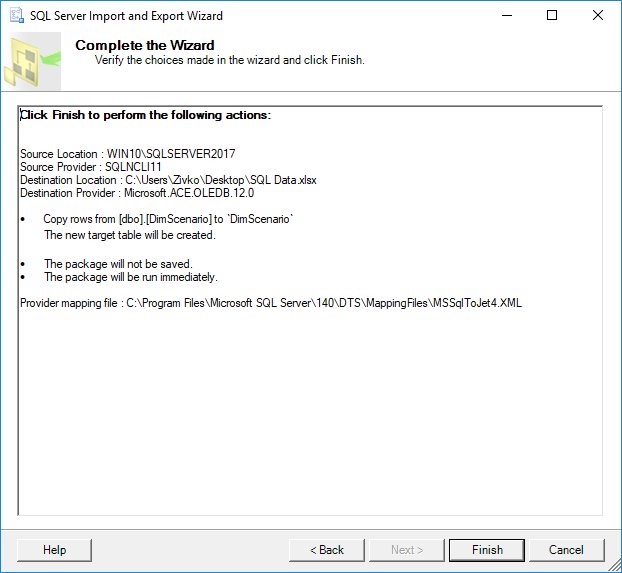 SQL Server Import and Export Wizard
Complete the Wizard
Verify the choices made in the wizard and click Finish.
Click Finish to perform the following actions:
Source Location : WIN10\SQLSERVER2017
Source Provider : SQLNCLI11
Destination Location : C:\Users\Zivko\Desktop\SQL Data.xlsx
Destination Provider : Microsoft.ACE.OLEDB.12.0
• Copy rows from [dbo].[DimScenario] to `DimScenario`
The new target table will be created.
• The package will not be saved.
• The package will be run immediately.
Provider mapping file : C:\Program Files\Microsoft SQL Server\140\DTS\MappingFiles\MSSqlToJet4.XML
Help
< Back
Next >
Finish
Cancel